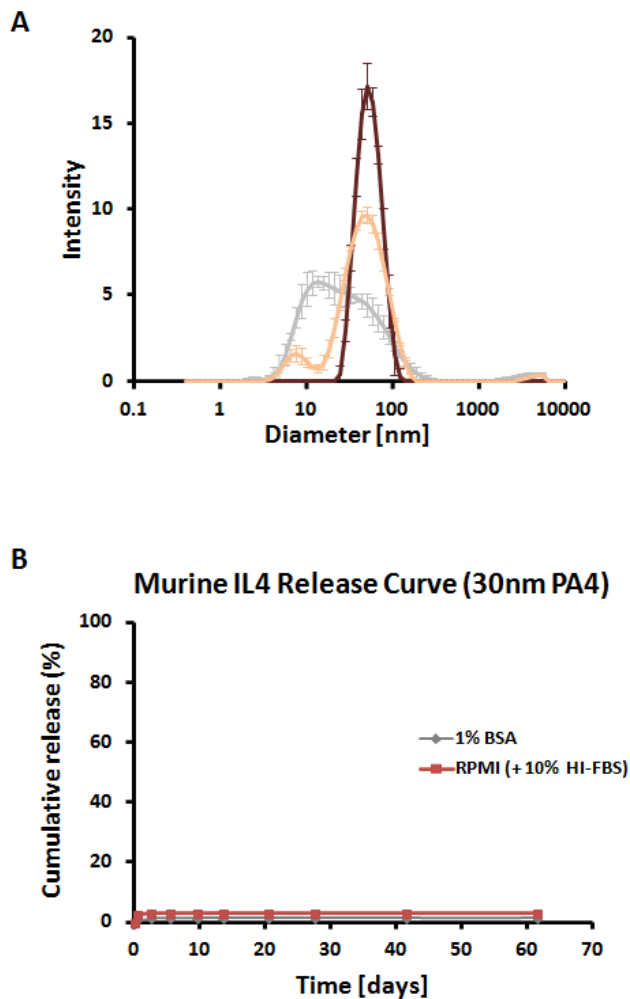 A
20
15
10
5
0
Intensity
0.1 1 10 100 1000 10000
Diameter [nm]
B
Murine IL4 Release Curve (30nm PA4)
100
80
60
40
20
0
Cumulative release (%)
1% BSA
RPMI (+10% HI-FBS)
0 10 20 30 40 50 60 70
Time [days]